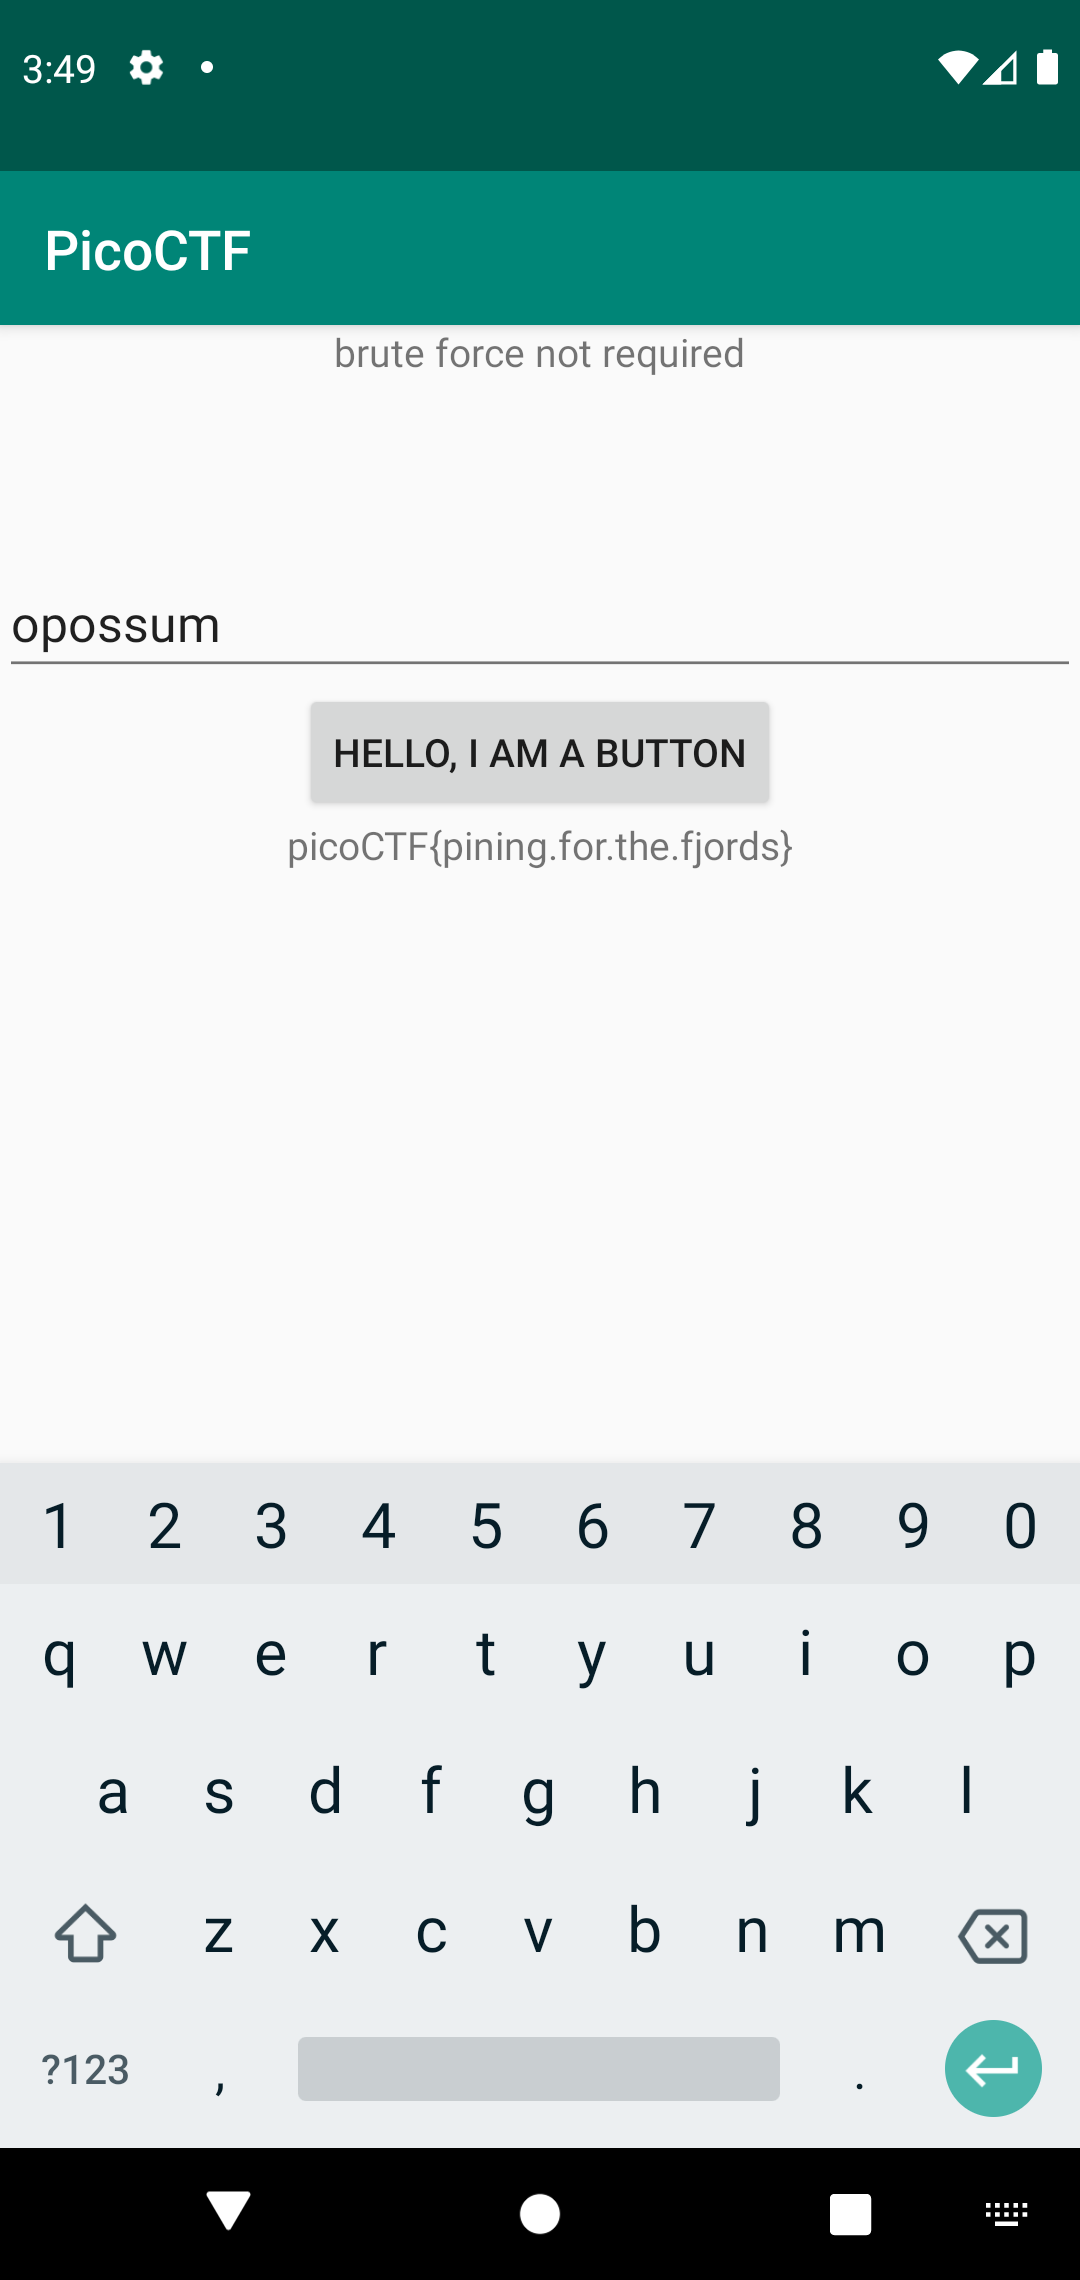 3:49
PicoCTF
brute force not required
opossum
HELLO, I AM A BUTTON
picoCTF{pining.for.the.fjords}
1 2 3 4 5 6 7 8 9 0
q w e r t y u i o p
a s d f g h j k l
z x c v b n m
?123 , .